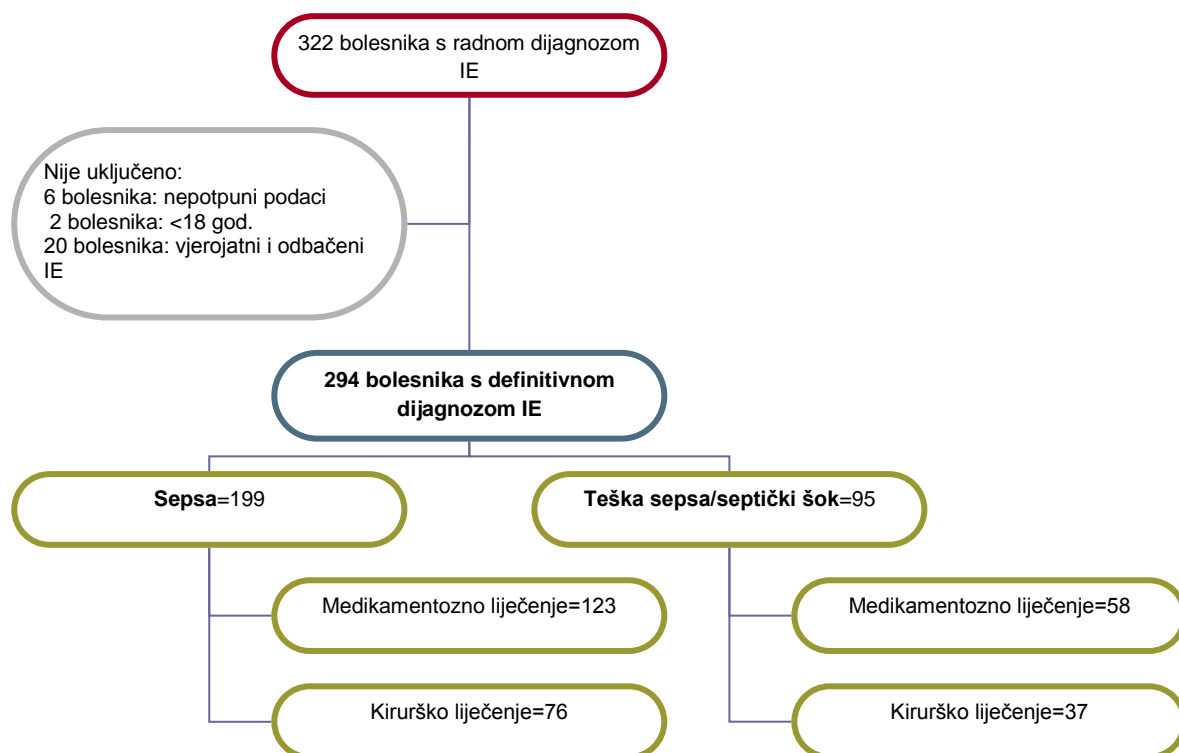 322 bolesnika s radnom dijagnozom
IE
Nije uključeno:
6 bolesnika: nepotpuni podaci
2 bolesnika: <18 god.
20 bolesnika: vjerojatni i odbačeni
IE
294 bolesnika s definitivnom
dijagnozom IE
Sepsa=199
Teška sepsa/septički šok=95
Medikamentozno liječenje=123
Medikamentozno liječenje=58
Kirurško liječenje=76
Kirurško liječenje=37